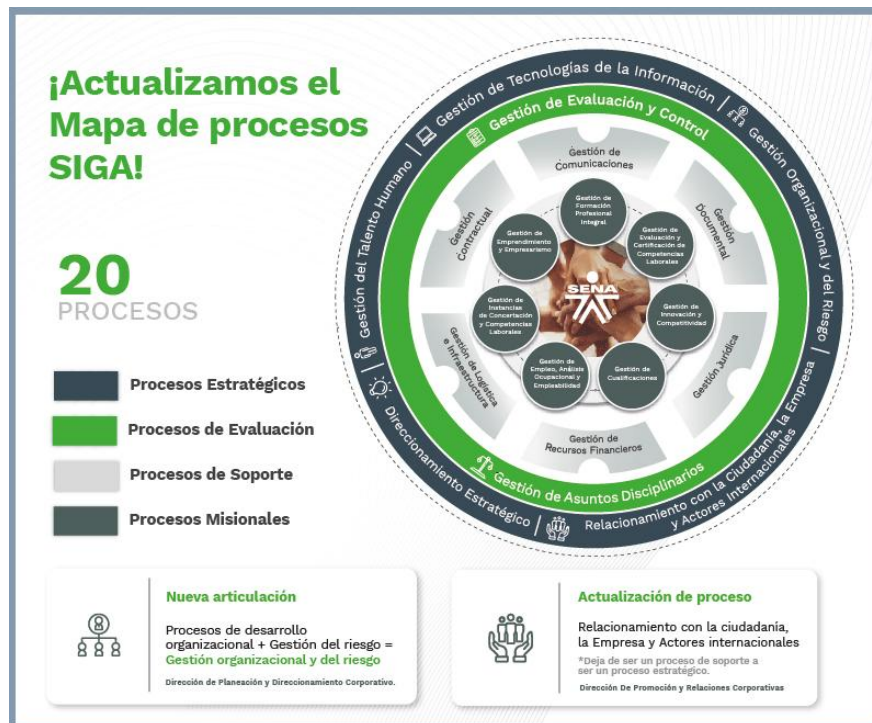 ¡Actualizamos el
Mapa de procesos
SIGA!
20
PROCESOS
Procesos Estratégicos
Procesos de Evaluación
Procesos de Soporte
Procesos Misionales
Gestión del Talento Humano
Gestión de Tecnologías de la Información
Gestión Organizacional y del Riesgo
Relacionamiento con la Ciudadanía, la Empresa
y Actores Internacionales
Direccionamiento Estratégico
Gestión de Evaluación y Control
Gestión de Asuntos Disciplinarios
Gestión de
Comunicaciones
Gestión
Documental
Gestión Jurídica
Gestión de
Recursos Financieros
Gestión de Logística
e Infraestructura
Gestión
Contractual
Gestión de
Formación
Profesional
Integral
Gestión de
Evaluación y
Certificación de
Competencias
Laborales
Gestión de
Innovación y
Competitividad
Gestión de
Cualificaciones
Gestión de
Empleo, Análisis
Ocupacional y
Empleabilidad
Gestión de
Instancias
de Concertación
y Competencias
Laborales
Gestión de
Emprendimiento
y Empresarismo
SENA
Nueva articulación
Procesos de desarrollo
organizacional + Gestión del riesgo =
Gestión organizacional y del riesgo
Dirección de Planeación y Direccionamiento Corporativo.
Actualización de proceso
Relacionamiento con la ciudadanía,
la Empresa y Actores internacionales
*Deja de ser un proceso de soporte a
ser un proceso estratégico.
Dirección De Promoción y Relaciones Corporativas